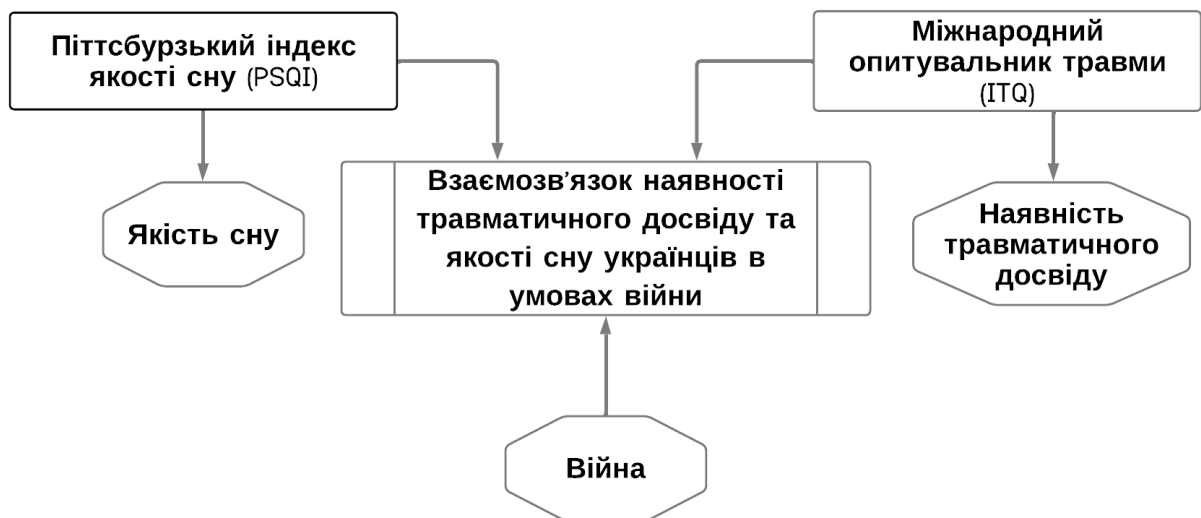 Піттсбурзький індекс
якості сну (PSQI)
Міжнародний
опитувальник травми
(ITQ)
Взаємозв'язок наявності
травматичного досвіду та
якості сну українців в
умовах війни
Якість сну
Наявність
травматичного
досвіду
Війна